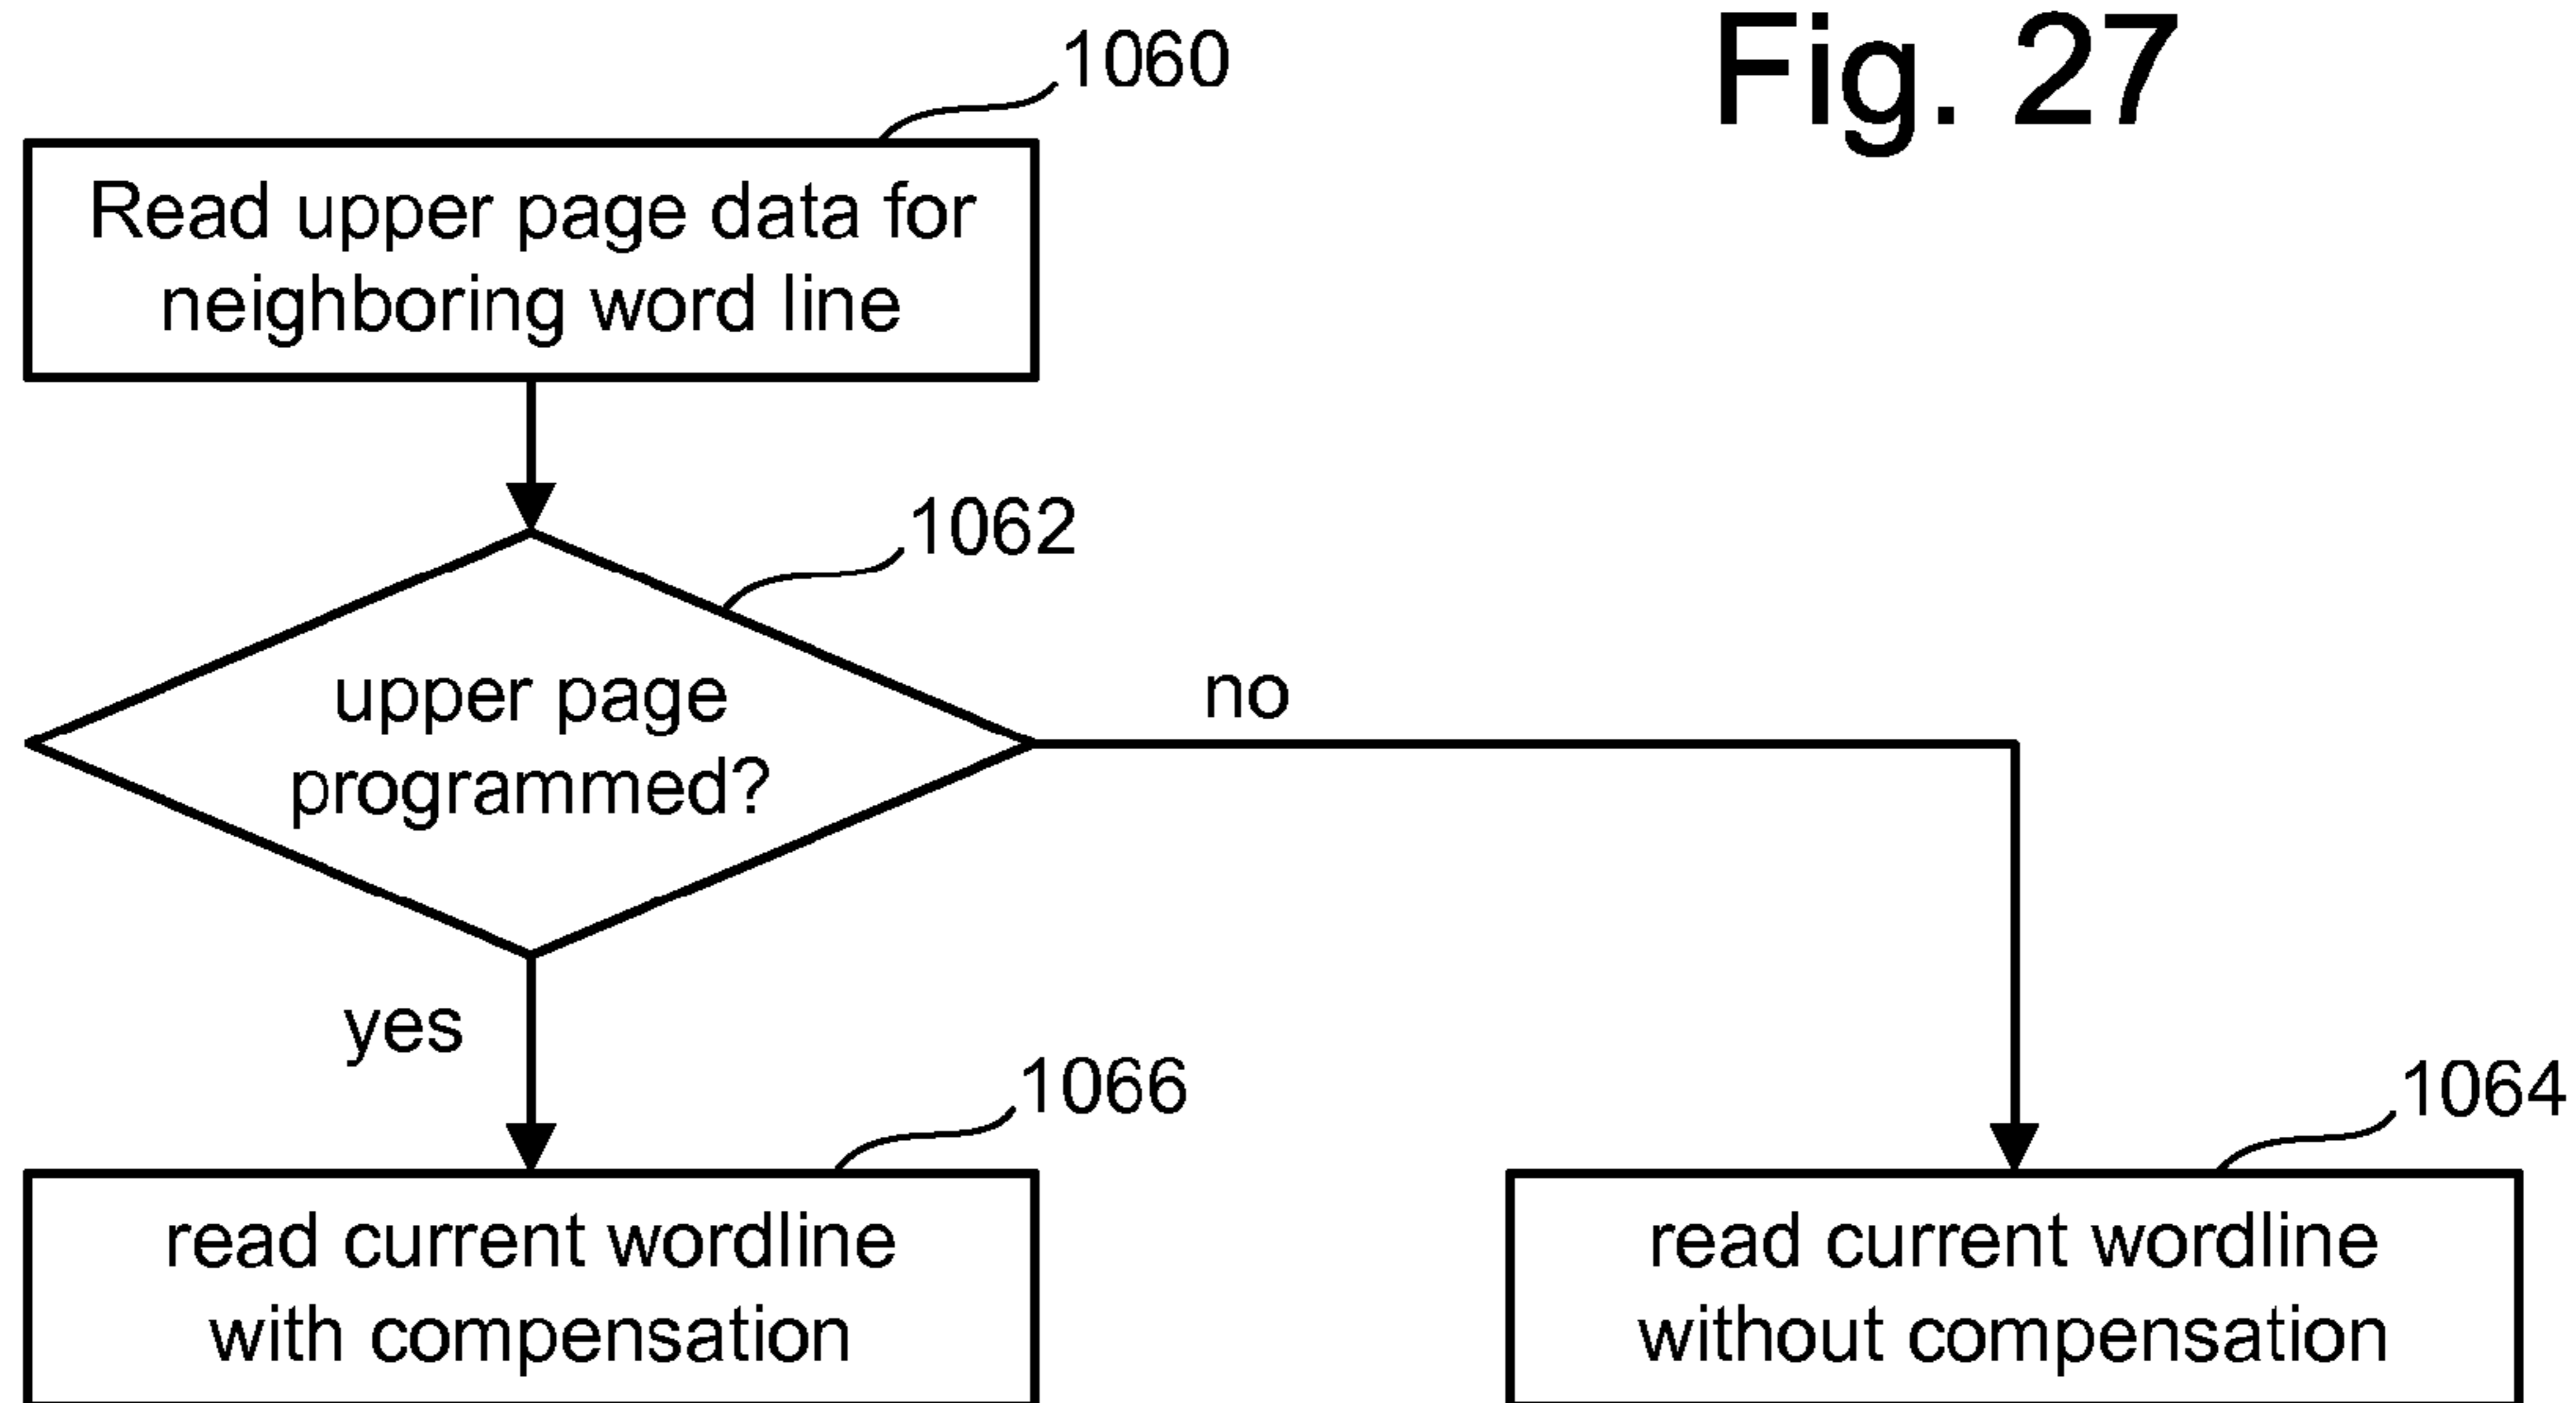 Fig. 27
1060
Read upper page data for
neighboring word line
1062
upper page
programmed?
no
yes
1066
1064
read current wordline
with compensation
read current wordline
without compensation